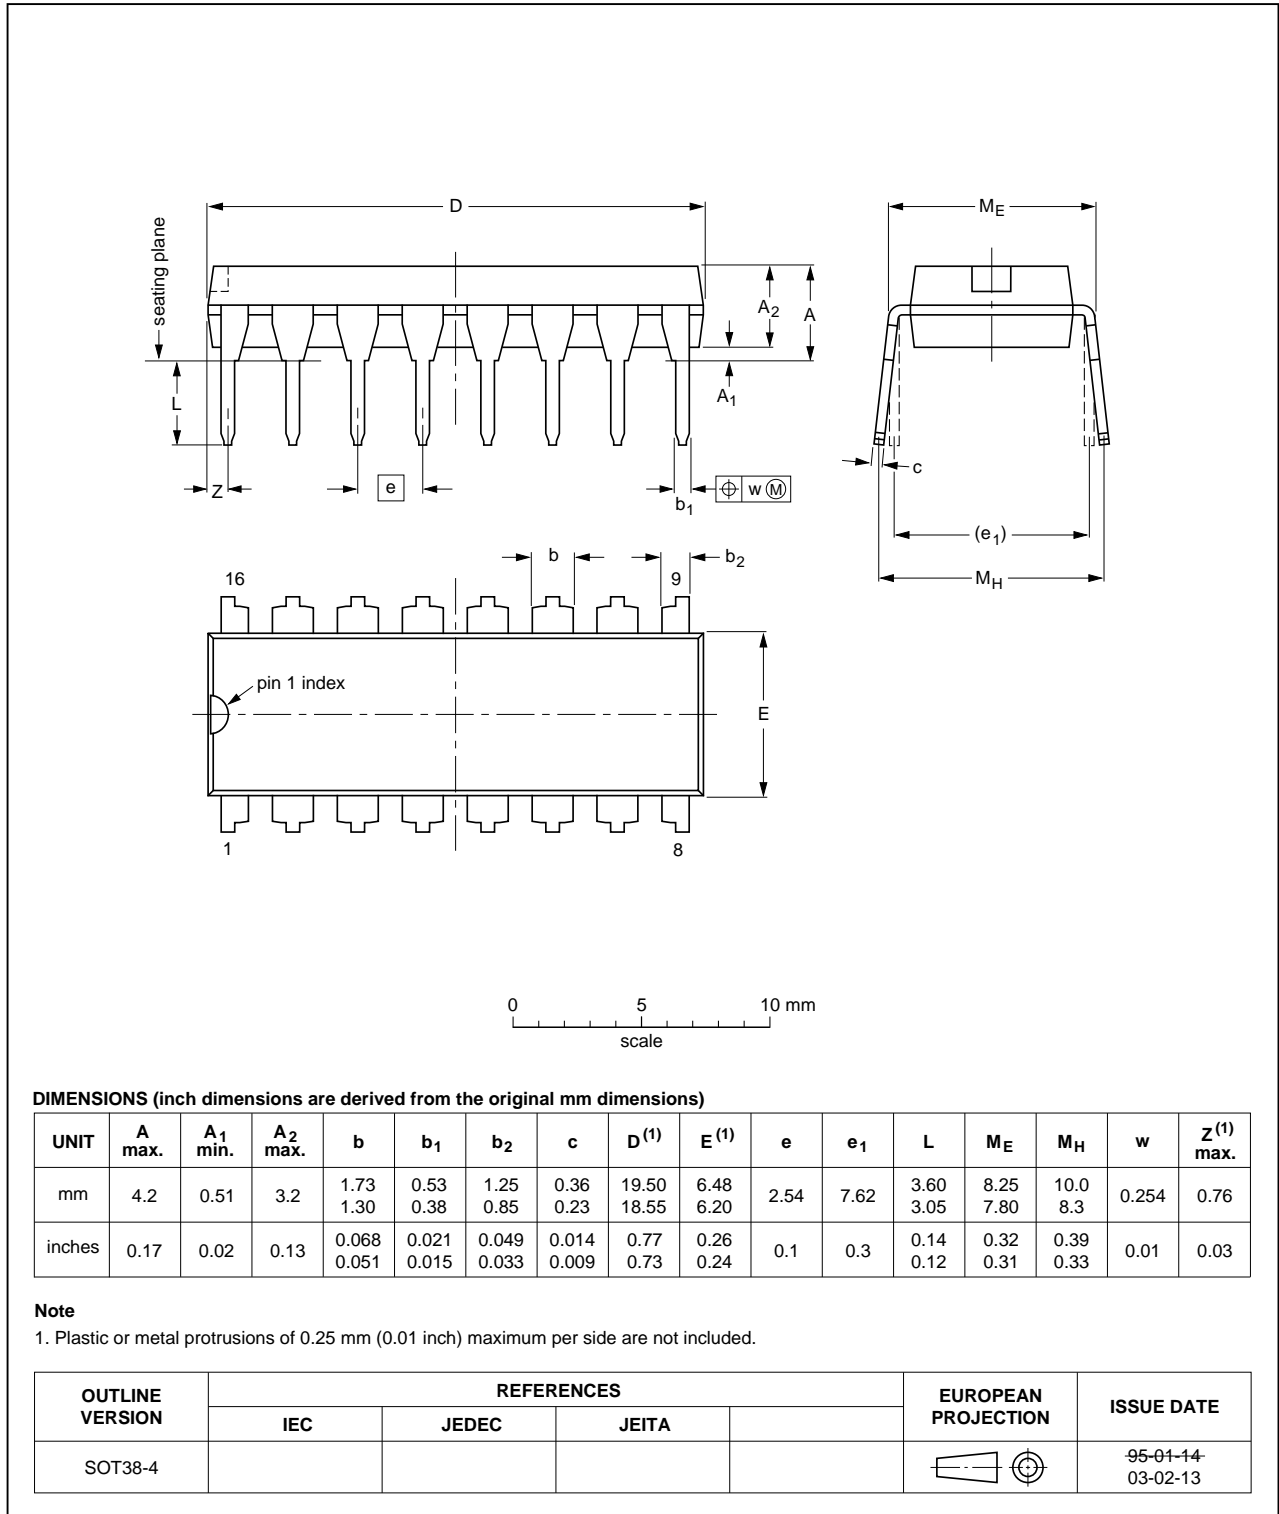 D
M_E
seating plane
A2
A
A1
L
c
Z
e
b1
w M
(e1)
M_H
b
b2
16
9
pin 1 index
E
1
8
0 5 10 mm
scale
DIMENSIONS (inch dimensions are derived from the original mm dimensions)
UNIT A max. A1 min. A2 max. b b1 b2 c D(1) E(1) e e1 L ME MH w Z(1) max.
mm 4.2 0.51 3.2 1.73 1.30 0.53 0.38 1.25 0.85 0.36 0.23 19.50 18.55 6.48 6.20 2.54 7.62 3.60 3.05 8.25 7.80 10.0 8.3 0.254 0.76
inches 0.17 0.02 0.13 0.068 0.051 0.021 0.015 0.049 0.033 0.014 0.009 0.77 0.73 0.26 0.24 0.1 0.3 0.14 0.12 0.32 0.31 0.39 0.33 0.01 0.03
Note
1. Plastic or metal protrusions of 0.25 mm (0.01 inch) maximum per side are not included.
OUTLINE VERSION REFERENCES EUROPEAN PROJECTION ISSUE DATE
IEC JEDEC JEITA
SOT38-4 95-01-14
03-02-13